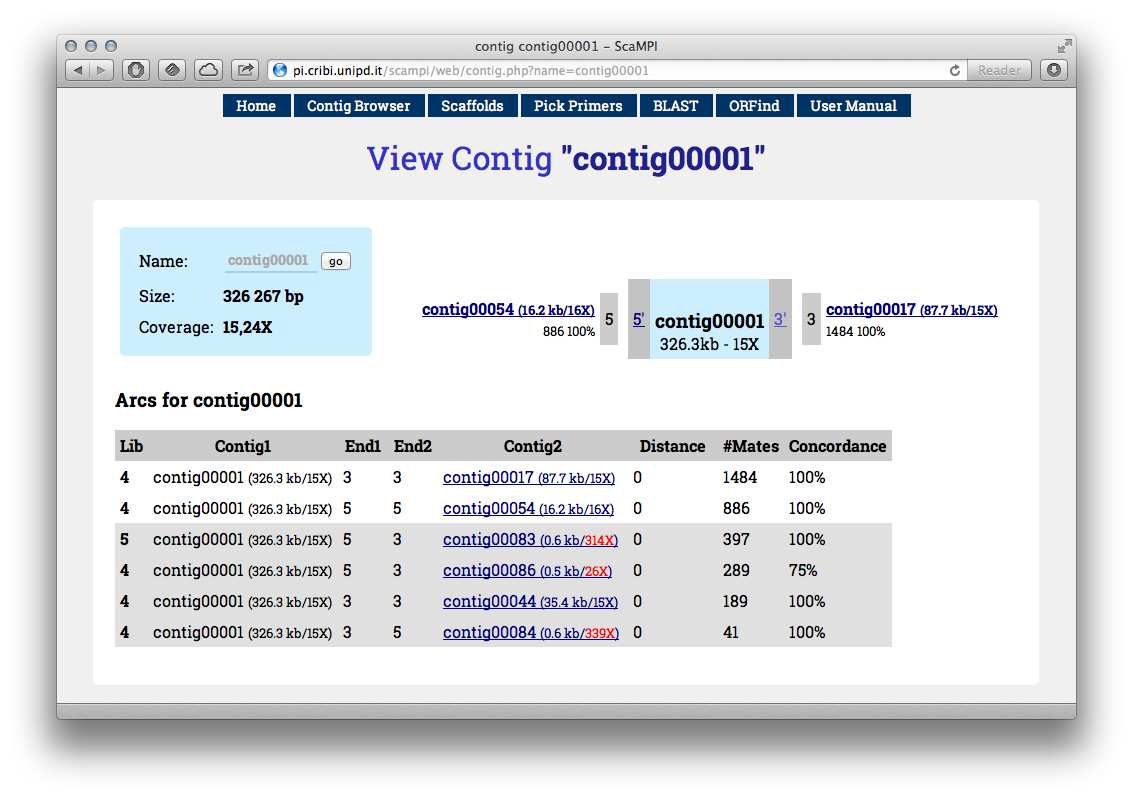 contig contig00001 – ScaMPI
pi.cribi.unipd.it/scampi/web/contig.php?name=contig00001
Reader
Home Contig Browser Scaffolds Pick Primers BLAST ORFind User Manual
View Contig "contig00001"
Name: contig00001 go
Size: 326 267 bp
Coverage: 15,24X
contig00054 (16.2 kb/16X)
886 100%
5
5'
contig00001
326.3kb - 15X
3'
3
contig00017 (87.7 kb/15X)
1484 100%
Arcs for contig00001
Lib Contig1 End1 End2 Contig2 Distance #Mates Concordance
4 contig00001 (326.3 kb/15X) 3 3 contig00017 (87.7 kb/15X) 0 1484 100%
4 contig00001 (326.3 kb/15X) 5 5 contig00054 (16.2 kb/16X) 0 886 100%
5 contig00001 (326.3 kb/15X) 5 3 contig00083 (0.6 kb/314X) 0 397 100%
4 contig00001 (326.3 kb/15X) 5 3 contig00086 (0.5 kb/26X) 0 289 75%
4 contig00001 (326.3 kb/15X) 3 3 contig00044 (35.4 kb/15X) 0 189 100%
4 contig00001 (326.3 kb/15X) 3 5 contig00084 (0.6 kb/339X) 0 41 100%